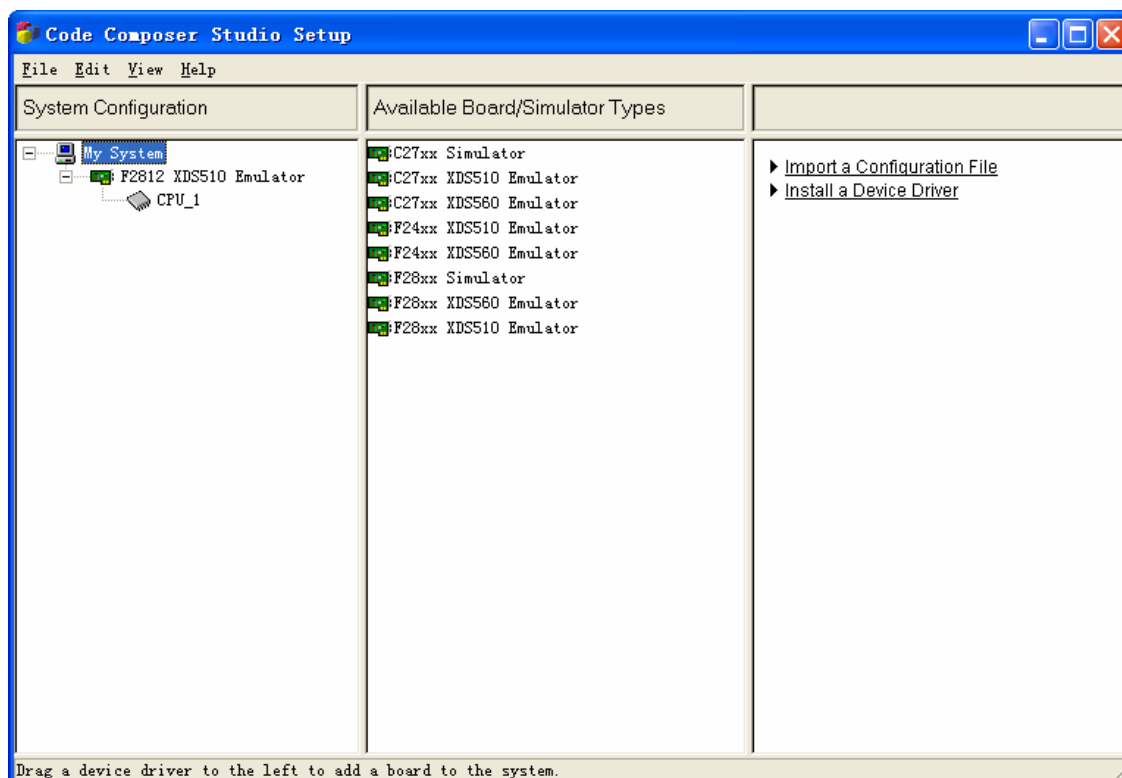 Code Composer Studio Setup
File Edit View Help
System Configuration
Available Board/Simulator Types
My System
F2812 XDS510 Emulator
CPU_1
C27xx Simulator
C27xx XDS510 Emulator
C27xx XDS560 Emulator
F24xx XDS510 Emulator
F24xx XDS560 Emulator
F28xx Simulator
F28xx XDS560 Emulator
F28xx XDS510 Emulator
Import a Configuration File
Install a Device Driver
Drag a device driver to the left to add a board to the system.